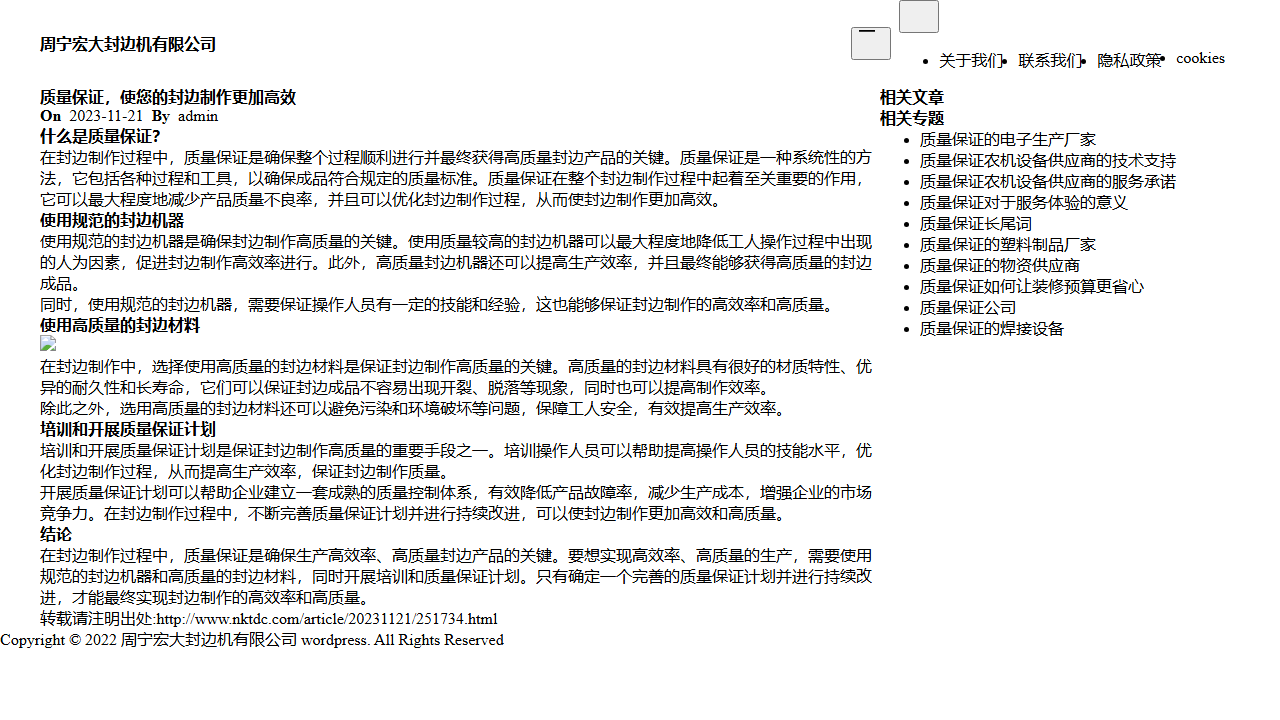 周宁宏大封边机有限公司
关于我们
联系我们
隐私政策
cookies
质量保证，使您的封边制作更加高效
On 2023-11-21 By admin
什么是质量保证？
在封边制作过程中，质量保证是确保整个过程顺利进行并最终获得高质量封边产品的关键。质量保证是一种系统性的方
法，它包括各种过程和工具，以确保成品符合规定的质量标准。质量保证在整个封边制作过程中起着至关重要的作用，
它可以最大程度地减少产品质量不良率，并且可以优化封边制作过程，从而使封边制作更加高效。
使用规范的封边机器
使用规范的封边机器是确保封边制作高质量的关键。使用质量较高的封边机器可以最大程度地降低工人操作过程中出现
的人为因素，促进封边制作高效率进行。此外，高质量封边机器还可以提高生产效率，并且最终能够获得高质量的封边
成品。
同时，使用规范的封边机器，需要保证操作人员有一定的技能和经验，这也能够保证封边制作的高效率和高质量。
使用高质量的封边材料
在封边制作中，选择使用高质量的封边材料是保证封边制作高质量的关键。高质量的封边材料具有很好的材质特性、优
异的耐久性和长寿命，它们可以保证封边成品不容易出现开裂、脱落等现象，同时也可以提高制作效率。
除此之外，选用高质量的封边材料还可以避免污染和环境破坏等问题，保障工人安全，有效提高生产效率。
培训和开展质量保证计划
培训和开展质量保证计划是保证封边制作高质量的重要手段之一。培训操作人员可以帮助提高操作人员的技能水平，优
化封边制作过程，从而提高生产效率，保证封边制作质量。
开展质量保证计划可以帮助企业建立一套成熟的质量控制体系，有效降低产品故障率，减少生产成本，增强企业的市场
竞争力。在封边制作过程中，不断完善质量保证计划并进行持续改进，可以使封边制作更加高效和高质量。
结论
在封边制作过程中，质量保证是确保生产高效率、高质量封边产品的关键。要想实现高效率、高质量的生产，需要使用
规范的封边机器和高质量的封边材料，同时开展培训和质量保证计划。只有确定一个完善的质量保证计划并进行持续改
进，才能最终实现封边制作的高效率和高质量。
转载请注明出处:http://www.nktdc.com/article/20231121/251734.html
相关文章
相关专题
质量保证的电子生产厂家
质量保证农机设备供应商的技术支持
质量保证农机设备供应商的服务承诺
质量保证对于服务体验的意义
质量保证长尾词
质量保证的塑料制品厂家
质量保证的物资供应商
质量保证如何让装修预算更省心
质量保证公司
质量保证的焊接设备
Copyright © 2022 周宁宏大封边机有限公司 wordpress. All Rights Reserved